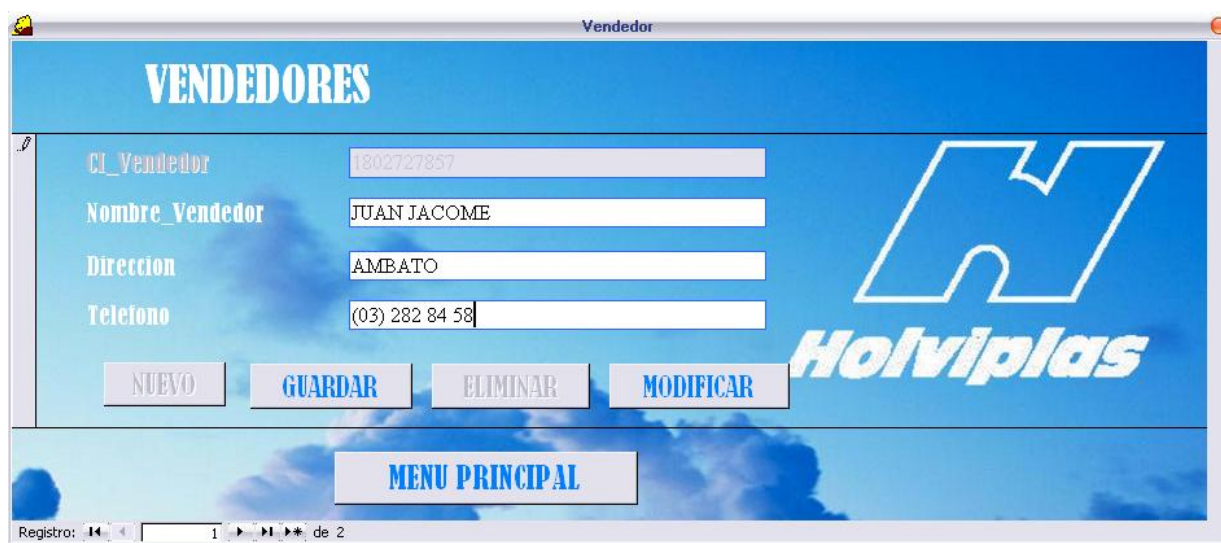 Vendedor
VENDEDORES
CI_Vendedor 1802727857
Nombre_Vendedor JUAN JACOME
Direccion AMBATO
Telefono (03) 282 84 58
Holviplas
NUEVO GUARDAR ELIMINAR MODIFICAR
MENU PRINCIPAL
Registro: 1 de 2